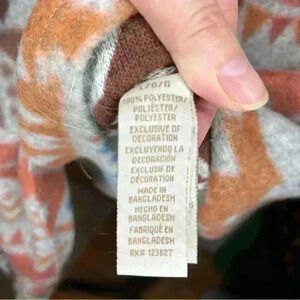 L/G/G
100% POLYESTER/
POLIÉSTER/
POLYESTER
EXCLUSIVE OF
DECORATION
EXCLUYENDO LA
DECORACIÓN
EXCLUSIF DE
DÉCORATION
MADE IN
BANGLADESH
HECHO EN
BANGLADESH
FABRIQUÉ EN
BANGLADESH
RN# 123827